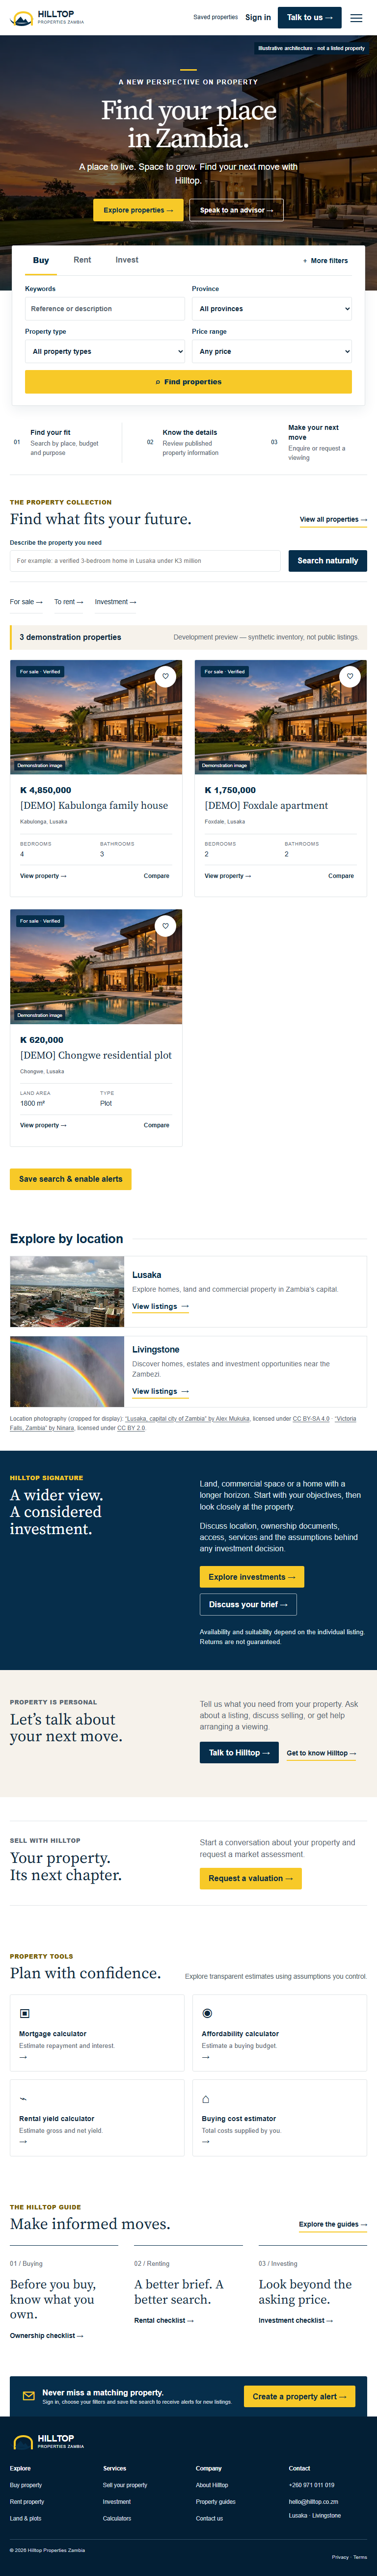 HILLTOP
PROPERTIES ZAMBIA
Saved properties
Sign in
Talk to us →
Illustrative architecture · not a listed property
A NEW PERSPECTIVE ON PROPERTY
Find your place
in Zambia.
A place to live. Space to grow. Find your next move with
Hilltop.
Explore properties →
Speak to an advisor →
Buy
Rent
Invest
+ More filters
Keywords
Province
Reference or description
All provinces
Property type
Price range
All property types
Any price
⌕ Find properties
01
Find your fit
Search by place, budget
and purpose
02
Know the details
Review published
property information
03
Make your next
move
Enquire or request a
viewing
THE PROPERTY COLLECTION
Find what fits your future.
View all properties →
Describe the property you need
For example: a verified 3-bedroom home in Lusaka under K3 million
Search naturally
For sale →
To rent →
Investment →
3 demonstration properties
Development preview — synthetic inventory, not public listings.
For sale · Verified
♡
Demonstration image
K 4,850,000
[DEMO] Kabulonga family house
Kabulonga, Lusaka
BEDROOMS
BATHROOMS
4
3
View property →
Compare
For sale · Verified
♡
Demonstration image
K 1,750,000
[DEMO] Foxdale apartment
Foxdale, Lusaka
BEDROOMS
BATHROOMS
2
2
View property →
Compare
For sale · Verified
♡
Demonstration image
K 620,000
[DEMO] Chongwe residential plot
Chongwe, Lusaka
LAND AREA
TYPE
1800 m²
Plot
View property →
Compare
Save search & enable alerts
Explore by location
Lusaka
Explore homes, land and commercial property in Zambia's capital.
View listings →
Livingstone
Discover homes, estates and investment opportunities near the
Zambezi.
View listings →
Location photography (cropped for display): "Lusaka, capital city of Zambia" by Alex Mukuka, licensed under CC BY-SA 4.0 · "Victoria
Falls, Zambia" by Ninara, licensed under CC BY 2.0.
HILLTOP SIGNATURE
A wider view.
A considered
investment.
Land, commercial space or a home with a
longer horizon. Start with your objectives, then
look closely at the property.
Discuss location, ownership documents,
access, services and the assumptions behind
any investment decision.
Explore investments →
Discuss your brief →
Availability and suitability depend on the individual listing.
Returns are not guaranteed.
PROPERTY IS PERSONAL
Let's talk about
your next move.
Tell us what you need from your property. Ask
about a listing, discuss selling, or get help
arranging a viewing.
Talk to Hilltop →
Get to know Hilltop →
SELL WITH HILLTOP
Your property.
Its next chapter.
Start a conversation about your property and
request a market assessment.
Request a valuation →
PROPERTY TOOLS
Plan with confidence.
Explore transparent estimates using assumptions you control.
Mortgage calculator
Estimate repayment and interest.
→
Affordability calculator
Estimate a buying budget.
→
Rental yield calculator
Estimate gross and net yield.
→
Buying cost estimator
Total costs supplied by you.
→
THE HILLTOP GUIDE
Make informed moves.
Explore the guides →
01 / Buying
Before you buy,
know what you
own.
Ownership checklist →
02 / Renting
A better brief. A
better search.
Rental checklist →
03 / Investing
Look beyond the
asking price.
Investment checklist →
Never miss a matching property.
Sign in, choose your filters and save the search to receive alerts for new listings.
Create a property alert →
HILLTOP
PROPERTIES ZAMBIA
Explore
Services
Company
Contact
Buy property
Sell your property
About Hilltop
+260 971 011 019
Rent property
Investment
Property guides
hello@hilltop.co.zm
Land & plots
Calculators
Contact us
Lusaka · Livingstone
© 2026 Hilltop Properties Zambia
Privacy · Terms